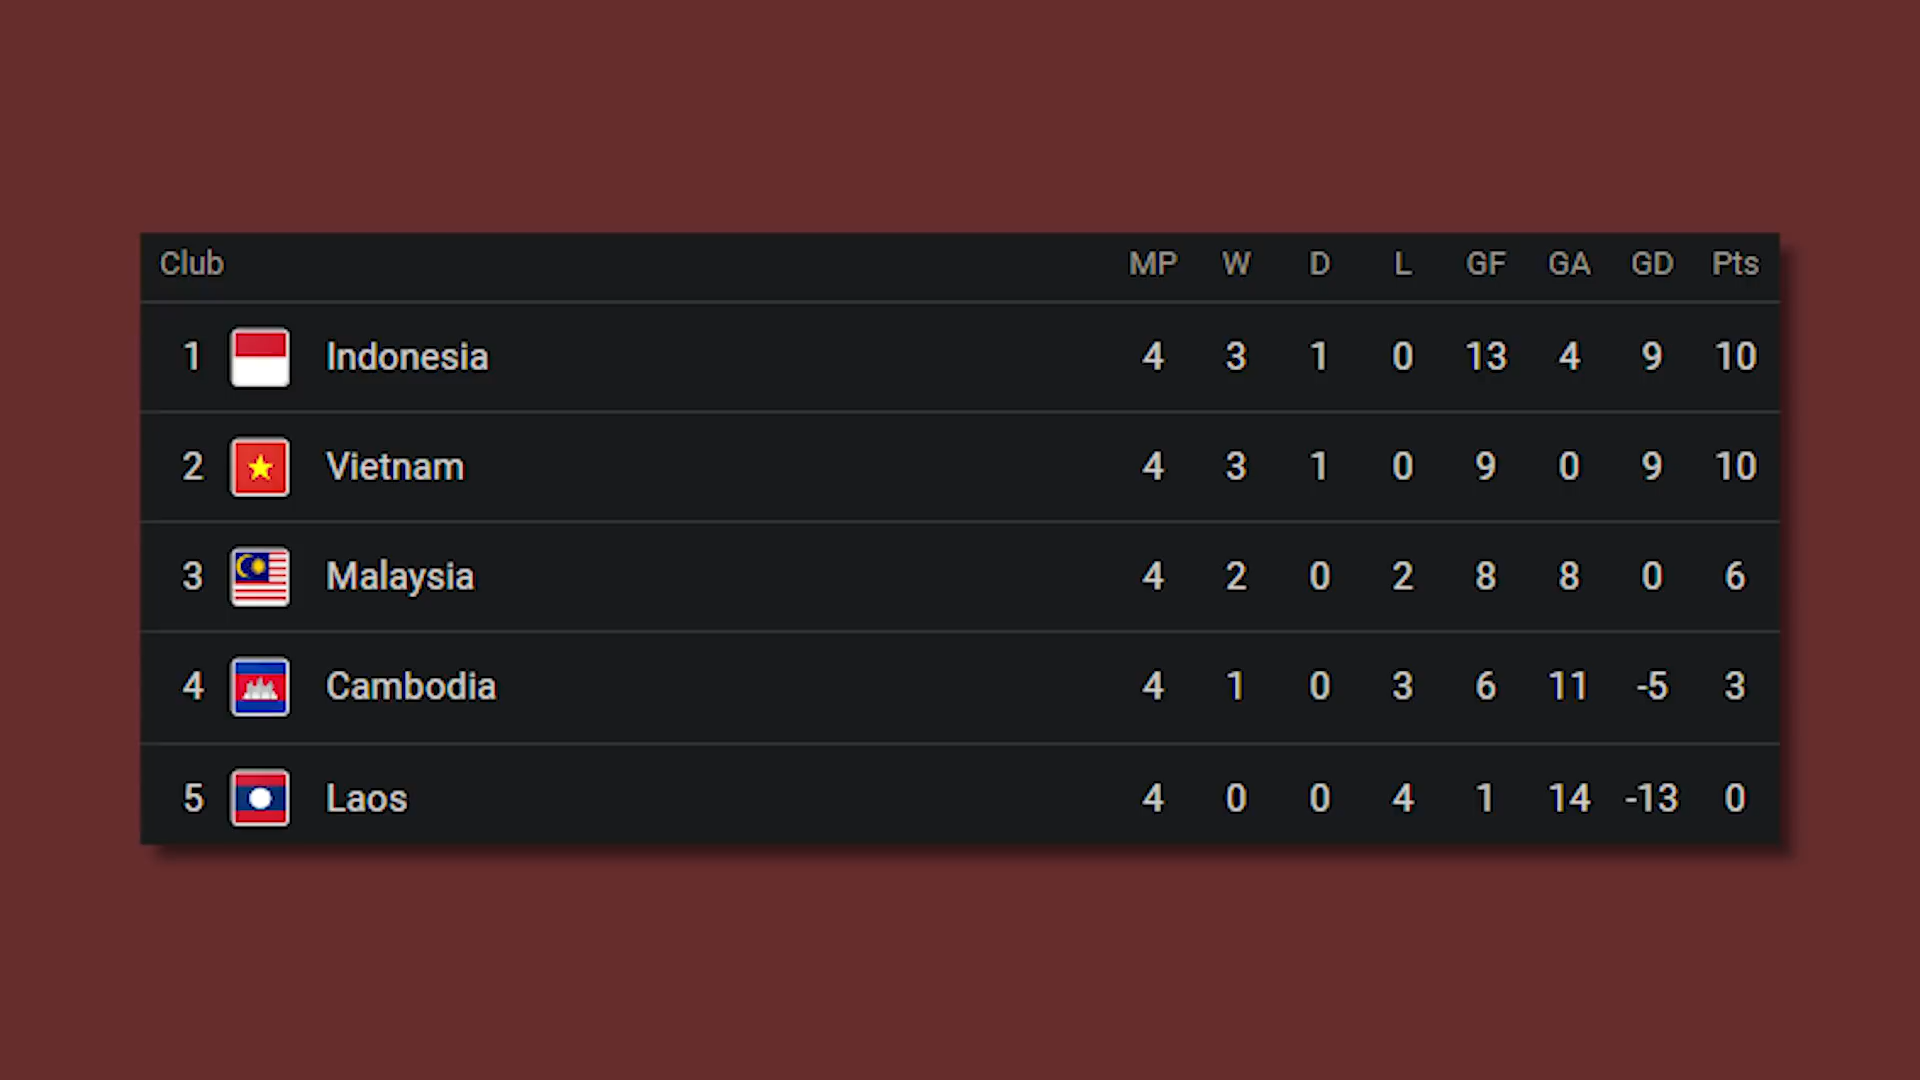 Club MP W D L GF GA GD Pts
1 Indonesia 4 3 1 0 13 4 9 10
2 Vietnam 4 3 1 0 9 0 9 10
3 Malaysia 4 2 0 2 8 8 0 6
4 Cambodia 4 1 0 3 6 11 -5 3
5 Laos 4 0 0 4 1 14 -13 0